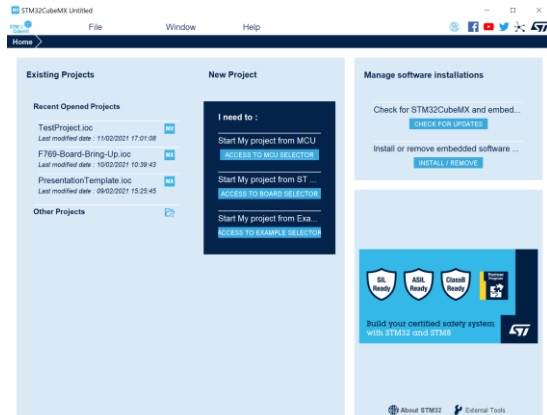 STM32CubeMX Untitled
File Window Help
Home
Existing Projects
Recent Opened Projects
TestProject.ioc
MX
Last modified date : 11/02/2021 17:01:08
F769-Board-Bring-Up.ioc
MX
Last modified date : 10/02/2021 10:39:43
PresentationTemplate.ioc
MX
Last modified date : 09/02/2021 15:25:45
Other Projects
New Project
I need to :
Start My project from MCU
ACCESS TO MCU SELECTOR
Start My project from ST ...
ACCESS TO BOARD SELECTOR
Start My project from Exa...
ACCESS TO EXAMPLE SELECTOR
Manage software installations
Check for STM32CubeMX and embed...
CHECK FOR UPDATES
Install or remove embedded software ...
INSTALL / REMOVE
SIL Ready
ASIL Ready
ClassB Ready
Build your certified safety system
with STM32 and STM8
About STM32 External Tools